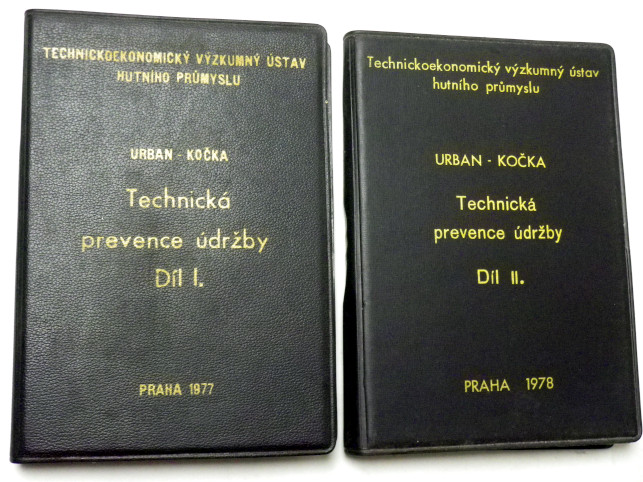 TECHNICKOEKONOMICKÝ VÝZKUMNÝ ÚSTAV
HUTNÍHO PRŮMYSLU
URBAN - KOČKA
Technická
prevence údržby
Díl I.
PRAHA 1977
Technickoekonomický výzkumný ústav
hutního průmyslu
URBAN - KOČKA
Technická
prevence údržby
Díl II.
PRAHA 1978